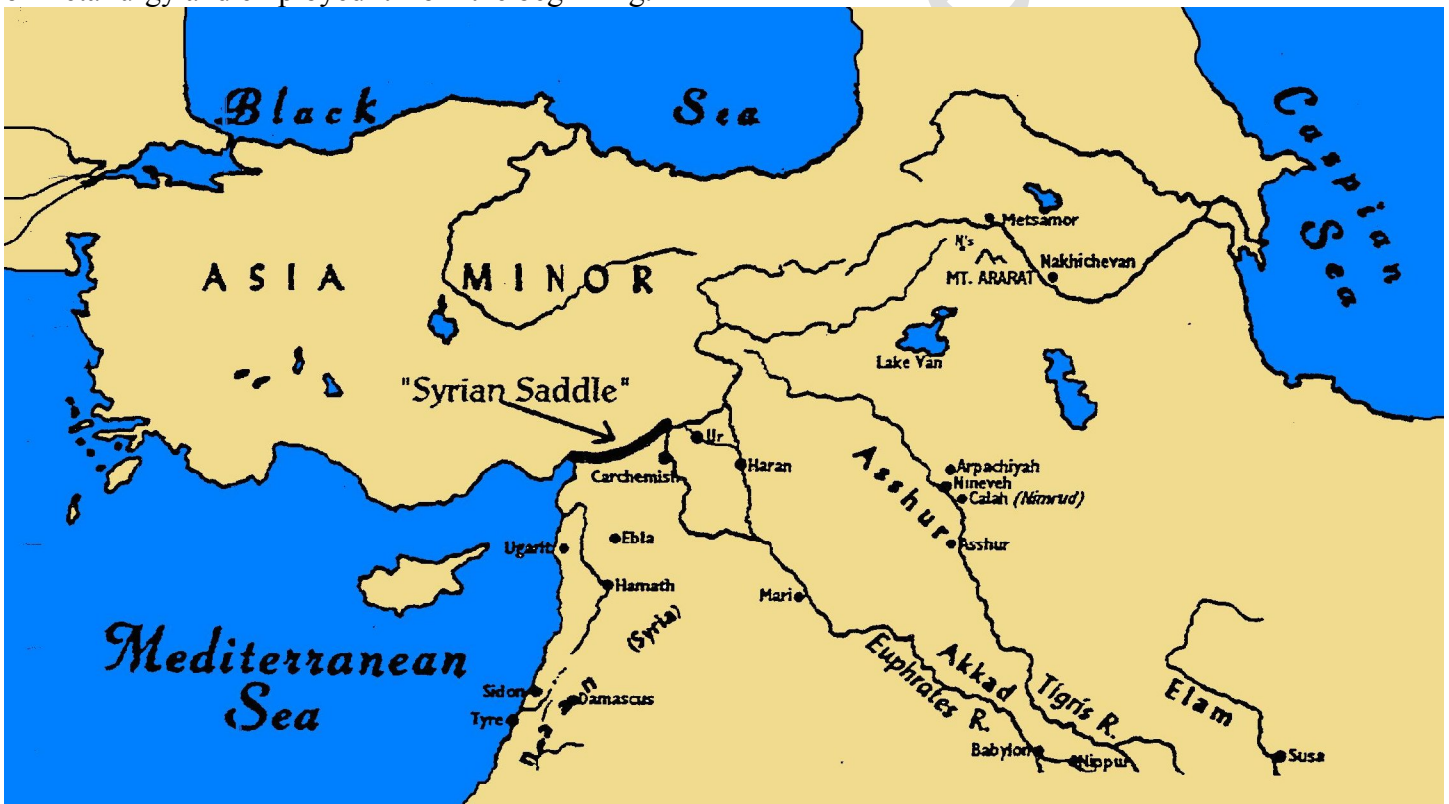 Black Sea
Caspian Sea
Metsamor
N's
Nakhichevan
MT. ARARAT
ASIA MINOR
Lake Van
"Syrian Saddle"
Ur
Haran
Carchemish
Arpachiyah
Nineveh
Calah (Nimrud)
Asshur
Asshur
Ebla
Ugarit
Hamath
Mari
(Syria)
Mediterranean
Sea
Akkad
Euphrates R.
Tigris R.
Elam
Sidon
Damascus
Tyre
Babylon
Nippur
Susa